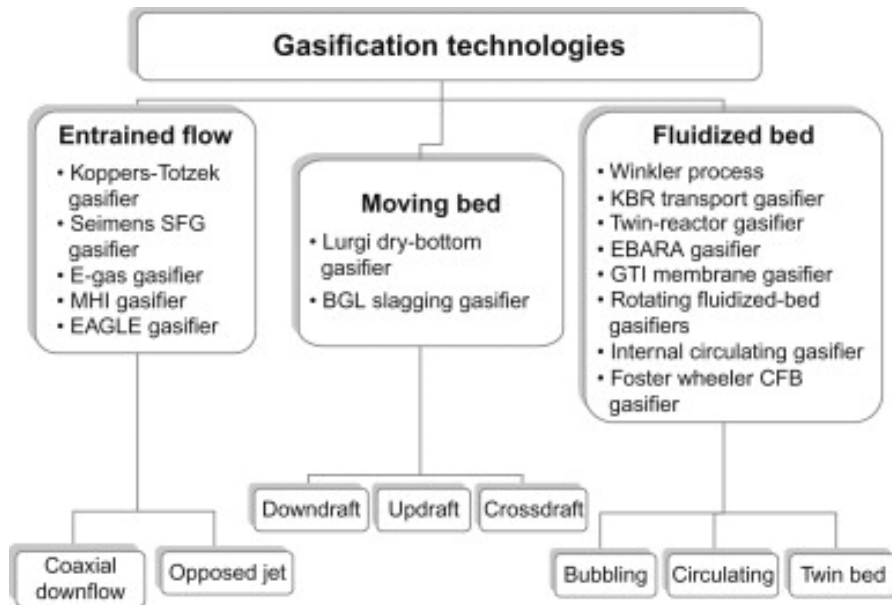 Gasification technologies
Entrained flow
• Koppers-Totzek
gasifier
• Seimens SFG
gasifier
• E-gas gasifier
• MHI gasifier
• EAGLE gasifier
Moving bed
• Lurgi dry-bottom
gasifier
• BGL slagging gasifier
Fluidized bed
• Winkler process
• KBR transport gasifier
• Twin-reactor gasifier
• EBARA gasifier
• GTI membrane gasifier
• Rotating fluidized-bed
gasifiers
• Internal circulating gasifier
• Foster wheeler CFB
gasifier
Coaxial
downflow
Opposed jet
Downdraft
Updraft
Crossdraft
Bubbling
Circulating
Twin bed